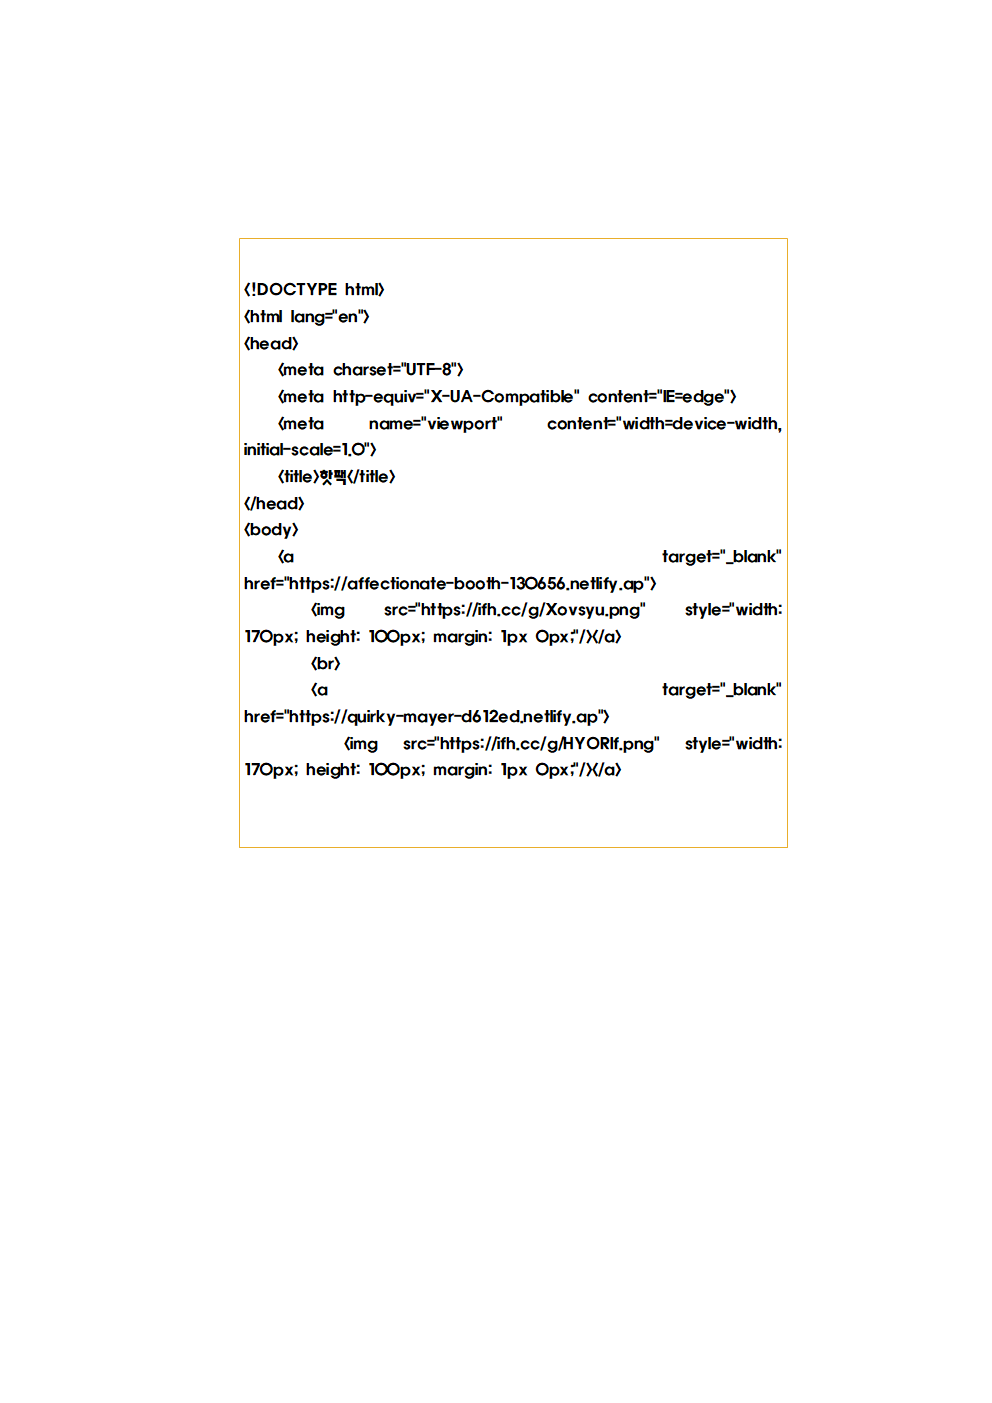 <!DOCTYPE html>
<html lang="en">
<head>
<meta charset="UTF-8">
<meta http-equiv="X-UA-Compatible" content="IE=edge">
<meta name="viewport" content="width=device-width,
initial-scale=1.0">
<title>핫팩</title>
</head>
<body>
<a target="_blank"
href="https://affectionate-booth-130656.netlify.ap">
<img src="https://ifh.cc/g/Xovsyu.png" style="width:
170px; height: 100px; margin: 1px 0px;"/></a>
<br>
<a target="_blank"
href="https://quirky-mayer-d612ed.netlify.ap">
<img src="https://ifh.cc/g/HYORIf.png" style="width:
170px; height: 100px; margin: 1px 0px;"/></a>